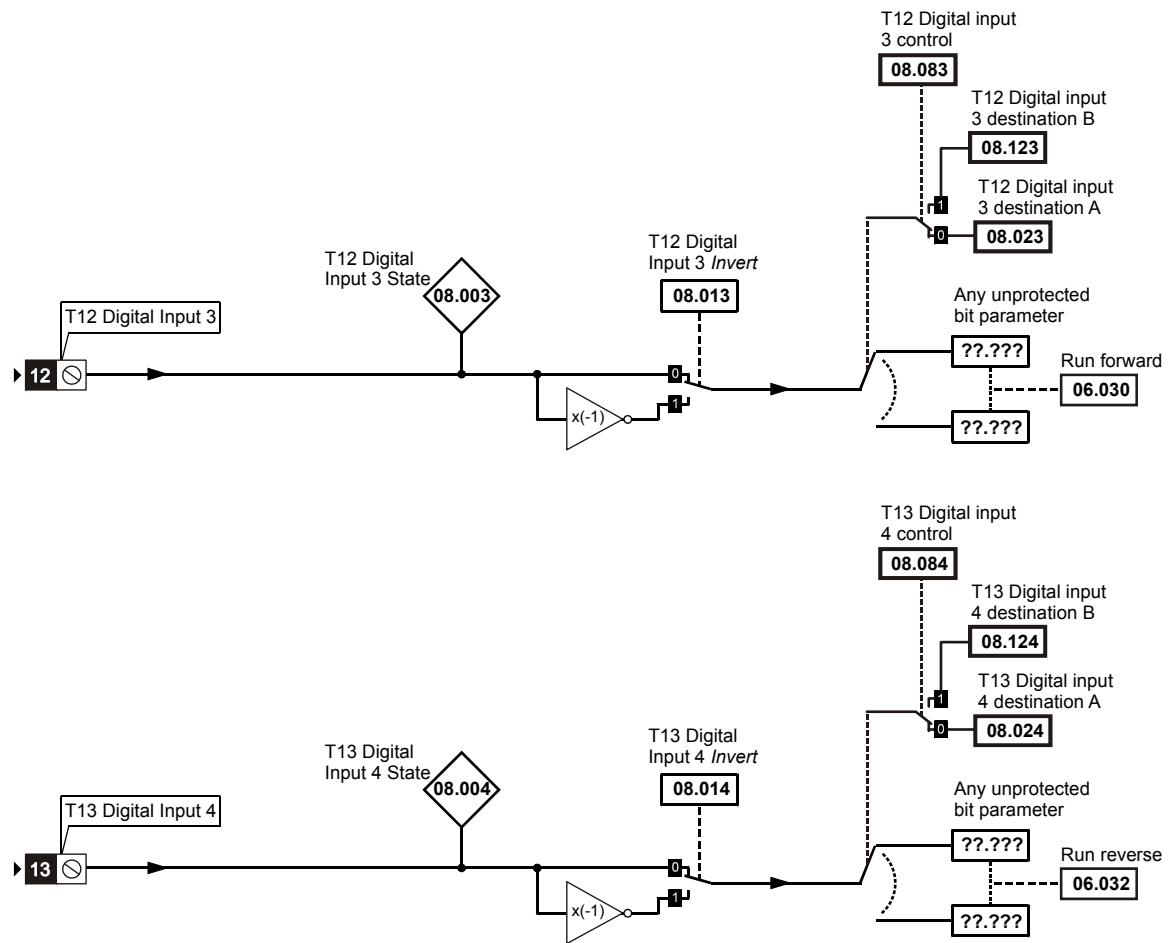 T12 Digital input
3 control
08.083
T12 Digital input
3 destination B
08.123
1
T12 Digital input
3 destination A
0
08.023
T12 Digital
Input 3 State
08.003
T12 Digital
Input 3 Invert
08.013
T12 Digital Input 3
12
0
1
x(-1)
Any unprotected
bit parameter
??.???
Run forward
06.030
??.???
T13 Digital input
4 control
08.084
T13 Digital input
4 destination B
08.124
1
T13 Digital input
4 destination A
0
08.024
T13 Digital
Input 4 State
08.004
T13 Digital
Input 4 Invert
08.014
T13 Digital Input 4
13
0
1
x(-1)
Any unprotected
bit parameter
??.???
Run reverse
06.032
??.???